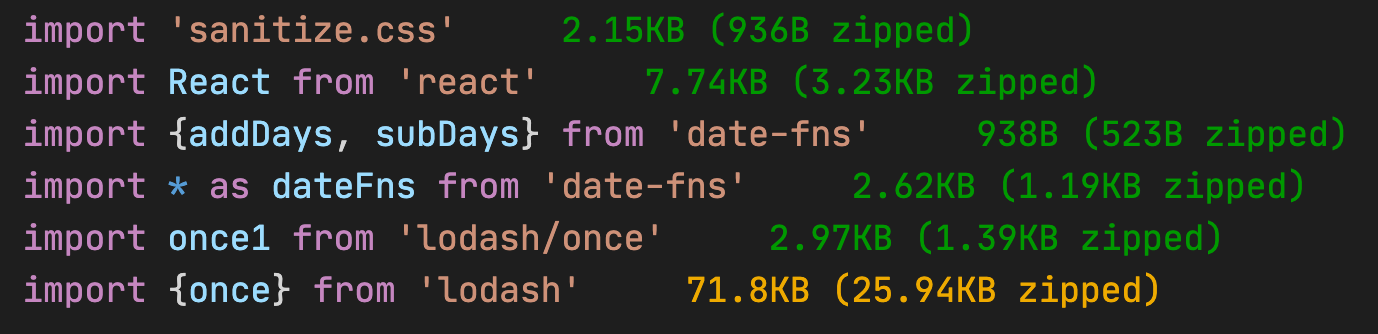 import 'sanitize.css' 2.15KB (936B zipped)
import React from 'react' 7.74KB (3.23KB zipped)
import {addDays, subDays} from 'date-fns' 938B (523B zipped)
import * as dateFns from 'date-fns' 2.62KB (1.19KB zipped)
import once1 from 'lodash/once' 2.97KB (1.39KB zipped)
import {once} from 'lodash' 71.8KB (25.94KB zipped)